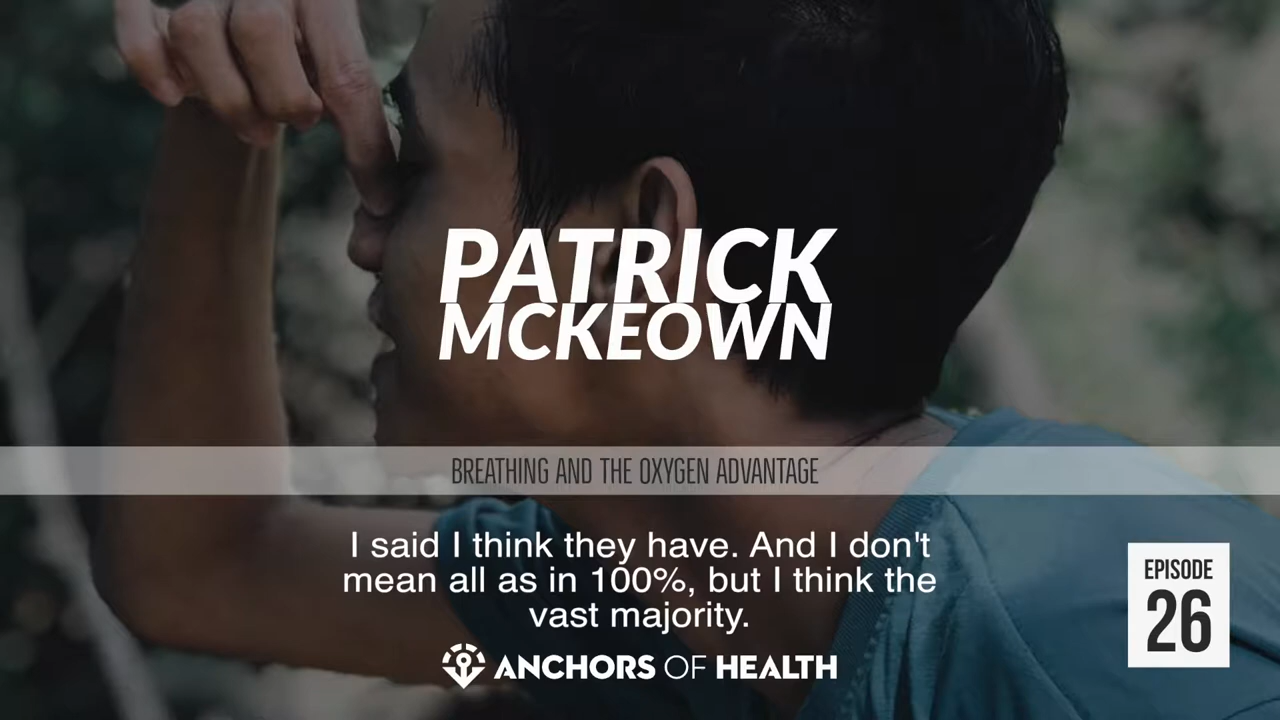 PATRICK
MCKEOWN
BREATHING AND THE OXYGEN ADVANTAGE
I said I think they have. And I don't
mean all as in 100%, but I think the
vast majority.
EPISODE
26
ANCHORS OF HEALTH